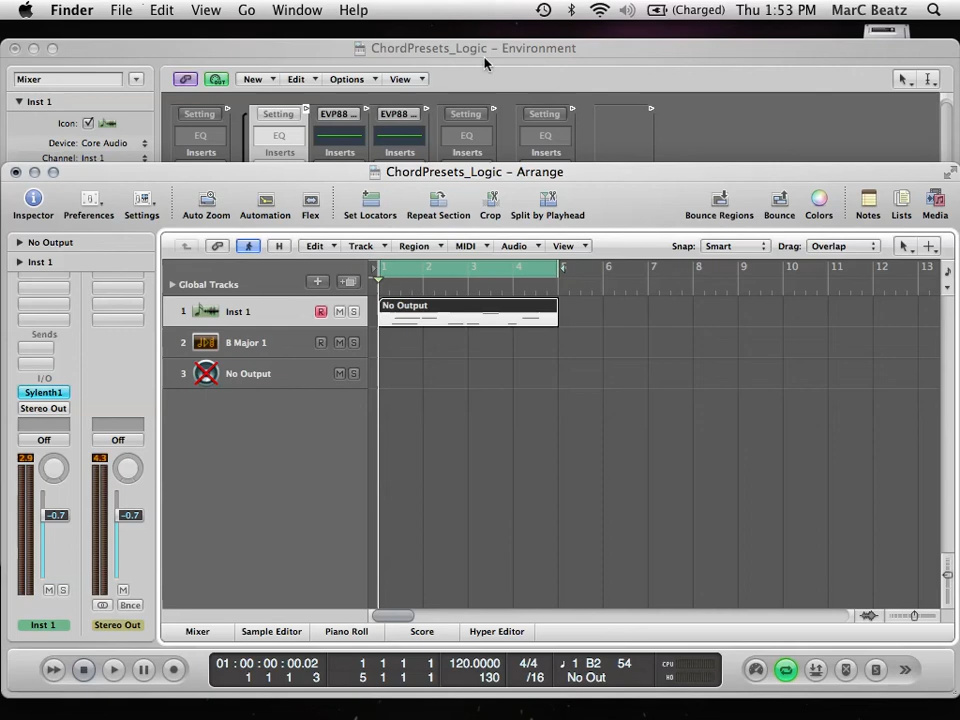 Finder File Edit View Go Window Help (Charged) Thu 1:53 PM MarC Beatz
ChordPresets_Logic – Environment
Mixer New Edit Options View
Inst 1
Setting Setting EVP88 ... EVP88 ... Setting Setting
Icon:
EQ EQ EQ EQ
Device: Core Audio
Inserts Inserts Inserts Inserts Inserts Inserts
Channel: Inst 1
ChordPresets_Logic – Arrange
Inspector Preferences Settings Auto Zoom Automation Flex Set Locators Repeat Section Crop Split by Playhead Bounce Regions Bounce Colors Notes Lists Media
No Output H Edit Track Region MIDI Audio View Snap: Smart Drag: Overlap
Inst 1
1 2 3 4 5 6 7 8 9 10 11 12 13
Global Tracks
No Output
1 Inst 1 R M S
2 B Major 1 R M S
3 No Output M S
Sends
I/O
Sylenth1
Stereo Out
Off Off
2.9 4.3
-0.7 -0.7
M S M
Bnce
Inst 1 Stereo Out
Mixer Sample Editor Piano Roll Score Hyper Editor
01:00:00:00.02 1 1 1 1 120.0000 4/4 1 B2 54 CPU
1 1 1 3 5 1 1 1 130 /16 No Out HD
S